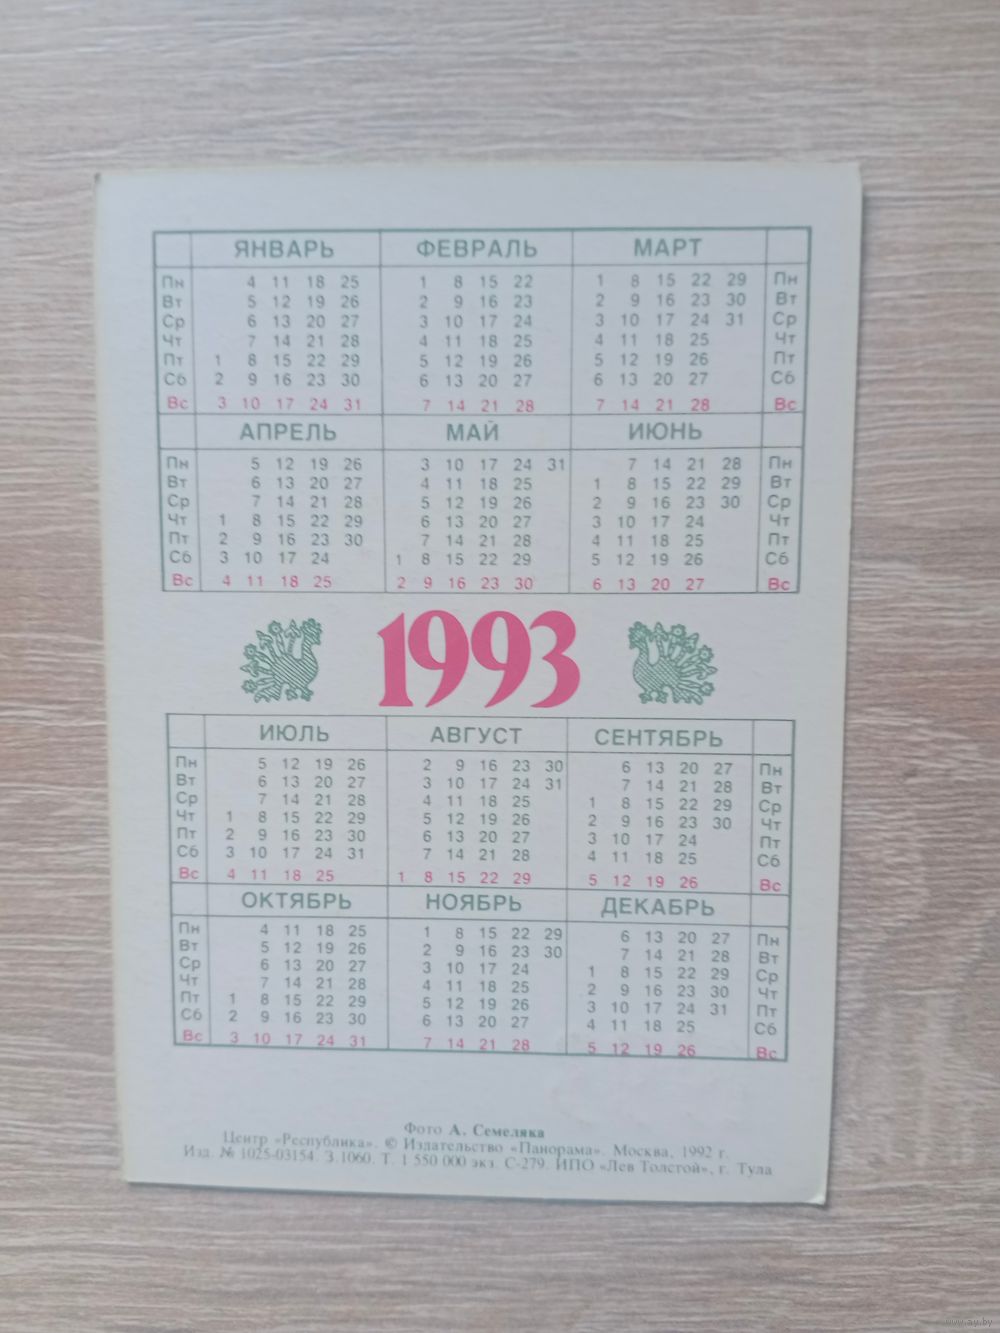 ЯНВАРЬ ФЕВРАЛЬ МАРТ
Пн 4 11 18 25 1 8 15 22 1 8 15 22 29 Пн
Вт 5 12 19 26 2 9 16 23 2 9 16 23 30 Вт
Ср 6 13 20 27 3 10 17 24 3 10 17 24 31 Ср
Чт 7 14 21 28 4 11 18 25 4 11 18 25 Чт
Пт 1 8 15 22 29 5 12 19 26 5 12 19 26 Пт
Сб 2 9 16 23 30 6 13 20 27 6 13 20 27 Сб
Вс 3 10 17 24 31 7 14 21 28 7 14 21 28 Вс
АПРЕЛЬ МАЙ ИЮНЬ
Пн 5 12 19 26 3 10 17 24 31 7 14 21 28 Пн
Вт 6 13 20 27 4 11 18 25 1 8 15 22 29 Вт
Ср 7 14 21 28 5 12 19 26 2 9 16 23 30 Ср
Чт 1 8 15 22 29 6 13 20 27 3 10 17 24 Чт
Пт 2 9 16 23 30 7 14 21 28 4 11 18 25 Пт
Сб 3 10 17 24 1 8 15 22 29 5 12 19 26 Сб
Вс 4 11 18 25 2 9 16 23 30 6 13 20 27 Вс
1993
ИЮЛЬ АВГУСТ СЕНТЯБРЬ
Пн 5 12 19 26 2 9 16 23 30 6 13 20 27 Пн
Вт 6 13 20 27 3 10 17 24 31 7 14 21 28 Вт
Ср 7 14 21 28 4 11 18 25 1 8 15 22 29 Ср
Чт 1 8 15 22 29 5 12 19 26 2 9 16 23 30 Чт
Пт 2 9 16 23 30 6 13 20 27 3 10 17 24 Пт
Сб 3 10 17 24 31 7 14 21 28 4 11 18 25 Сб
Вс 4 11 18 25 1 8 15 22 29 5 12 19 26 Вс
ОКТЯБРЬ НОЯБРЬ ДЕКАБРЬ
Пн 4 11 18 25 1 8 15 22 29 6 13 20 27 Пн
Вт 5 12 19 26 2 9 16 23 30 7 14 21 28 Вт
Ср 6 13 20 27 3 10 17 24 1 8 15 22 29 Ср
Чт 7 14 21 28 4 11 18 25 2 9 16 23 30 Чт
Пт 1 8 15 22 29 5 12 19 26 3 10 17 24 31 Пт
Сб 2 9 16 23 30 6 13 20 27 4 11 18 25 Сб
Вс 3 10 17 24 31 7 14 21 28 5 12 19 26 Вс
Фото А. Семеляка
Центр «Республика». © Издательство «Панорама». Москва, 1992 г.
Изд. № 1025-03154. З.1060. Т. 1 550 000 экз. С-279. ИПО «Лев Толстой», г. Тула
www.ay.by